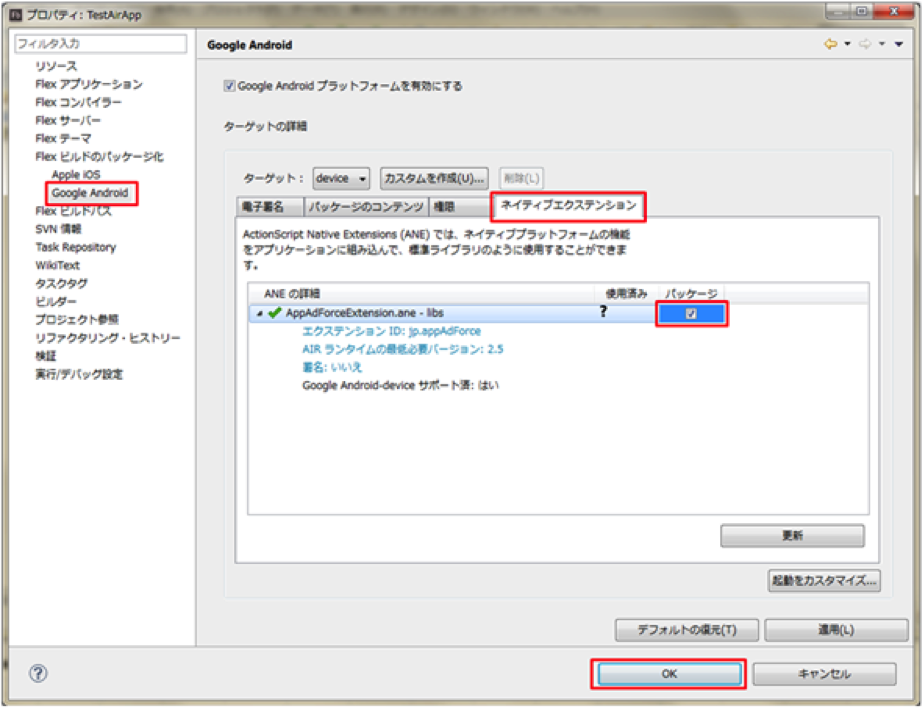 プロパティ: TestAirApp
フィルタ入力
リソース
Flex アプリケーション
Flex コンパイラー
Flex サーバー
Flex テーマ
Flex ビルドのパッケージ化
Apple iOS
Google Android
Flex ビルドパス
SVN 情報
Task Repository
WikiText
タスクタグ
ビルダー
プロジェクト参照
リファクタリング・ヒストリー
検証
実行/デバッグ設定
Google Android
Google Android プラットフォームを有効にする
ターゲットの詳細
ターゲット: device カスタムを作成(U)... 削除(L)
電子署名 パッケージのコンテンツ 権限 ネイティブエクステンション
ActionScript Native Extensions (ANE) では、ネイティブプラットフォームの機能
をアプリケーションに組み込んで、標準ライブラリのように使用することができま
す。
ANE の詳細 使用済み パッケージ
AppAdForceExtension.ane - libs ?
エクステンション ID: jp.appAdForce
AIR ランタイムの最低必要バージョン: 2.5
署名: いいえ
Google Android-device サポート済: はい
更新
起動をカスタマイズ...
デフォルトの復元(T) 適用(L)
? OK キャンセル